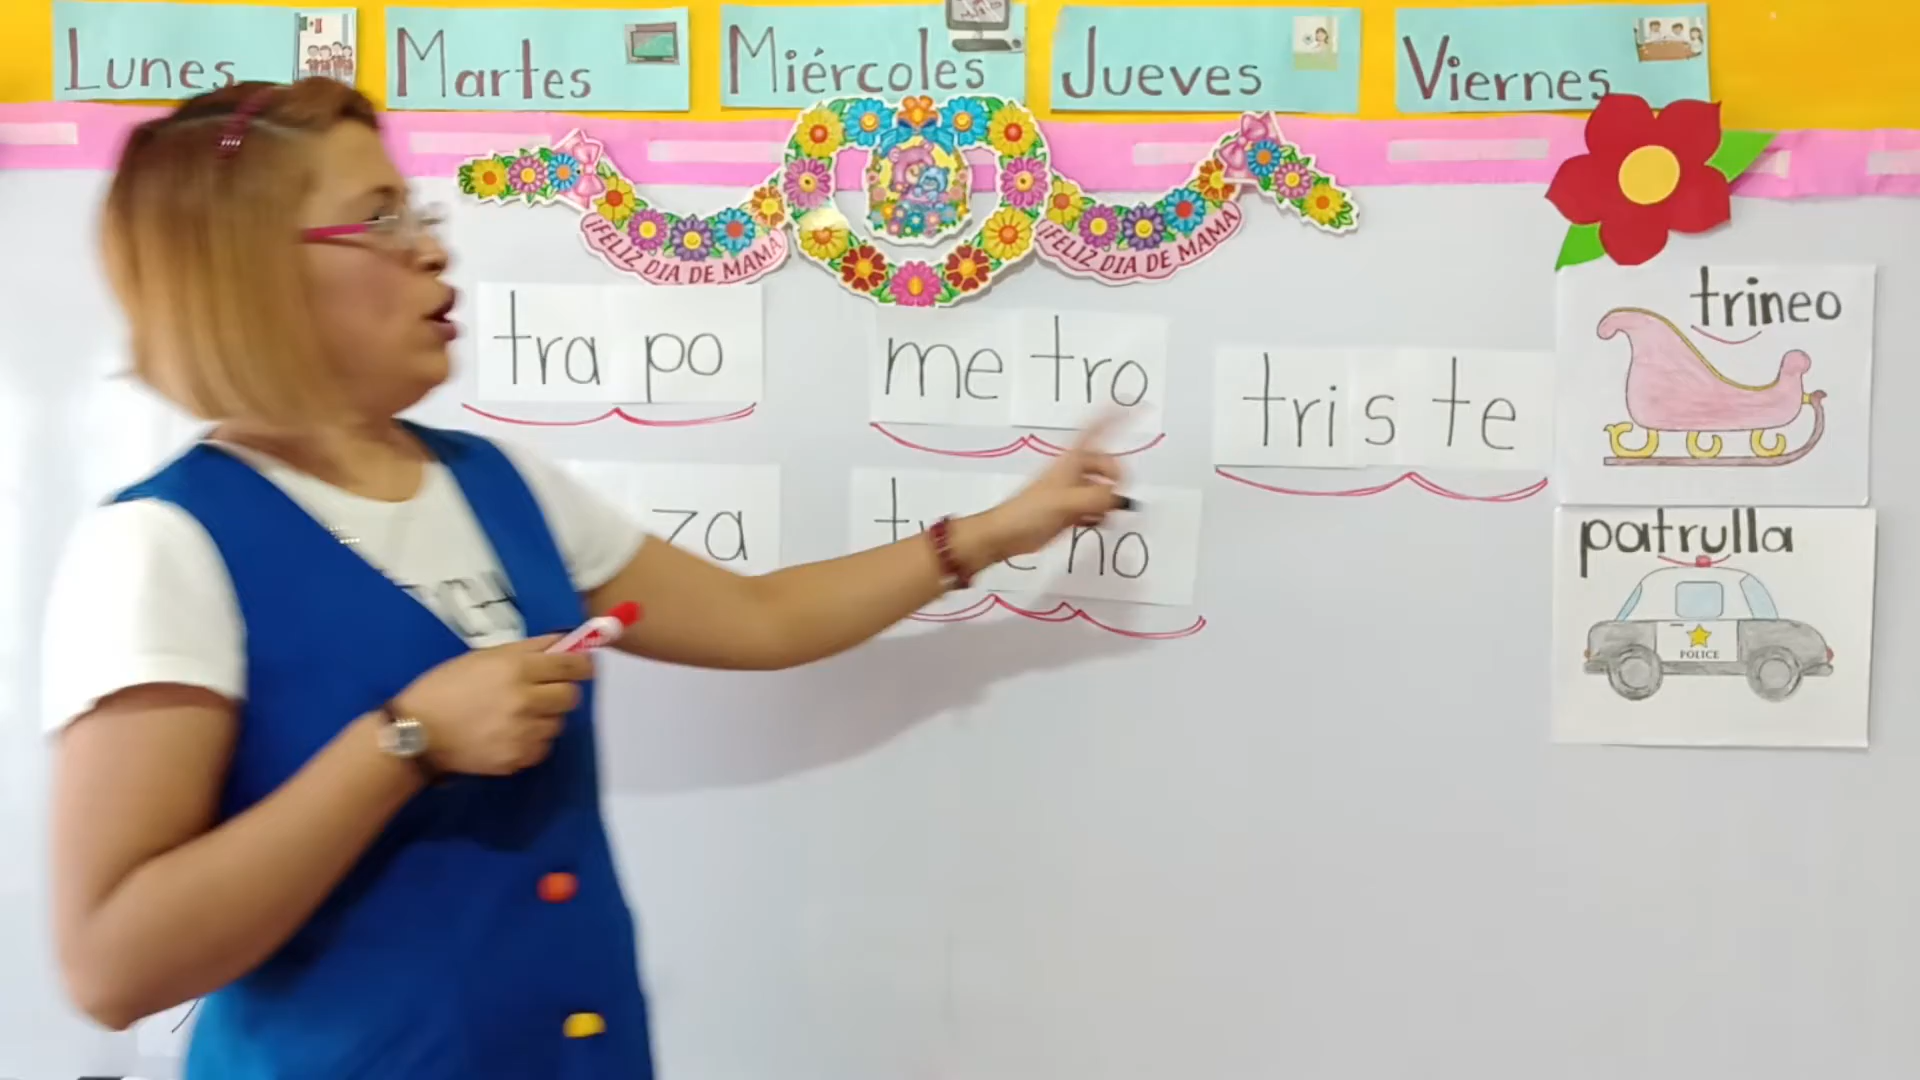 Lunes
Martes
Miércoles
Jueves
Viernes
¡FELIZ DIA DE MAMA
¡FELIZ DIA DE MAMA
tra po
me tro
tris te
trineo
za
no
patrulla
POLICE